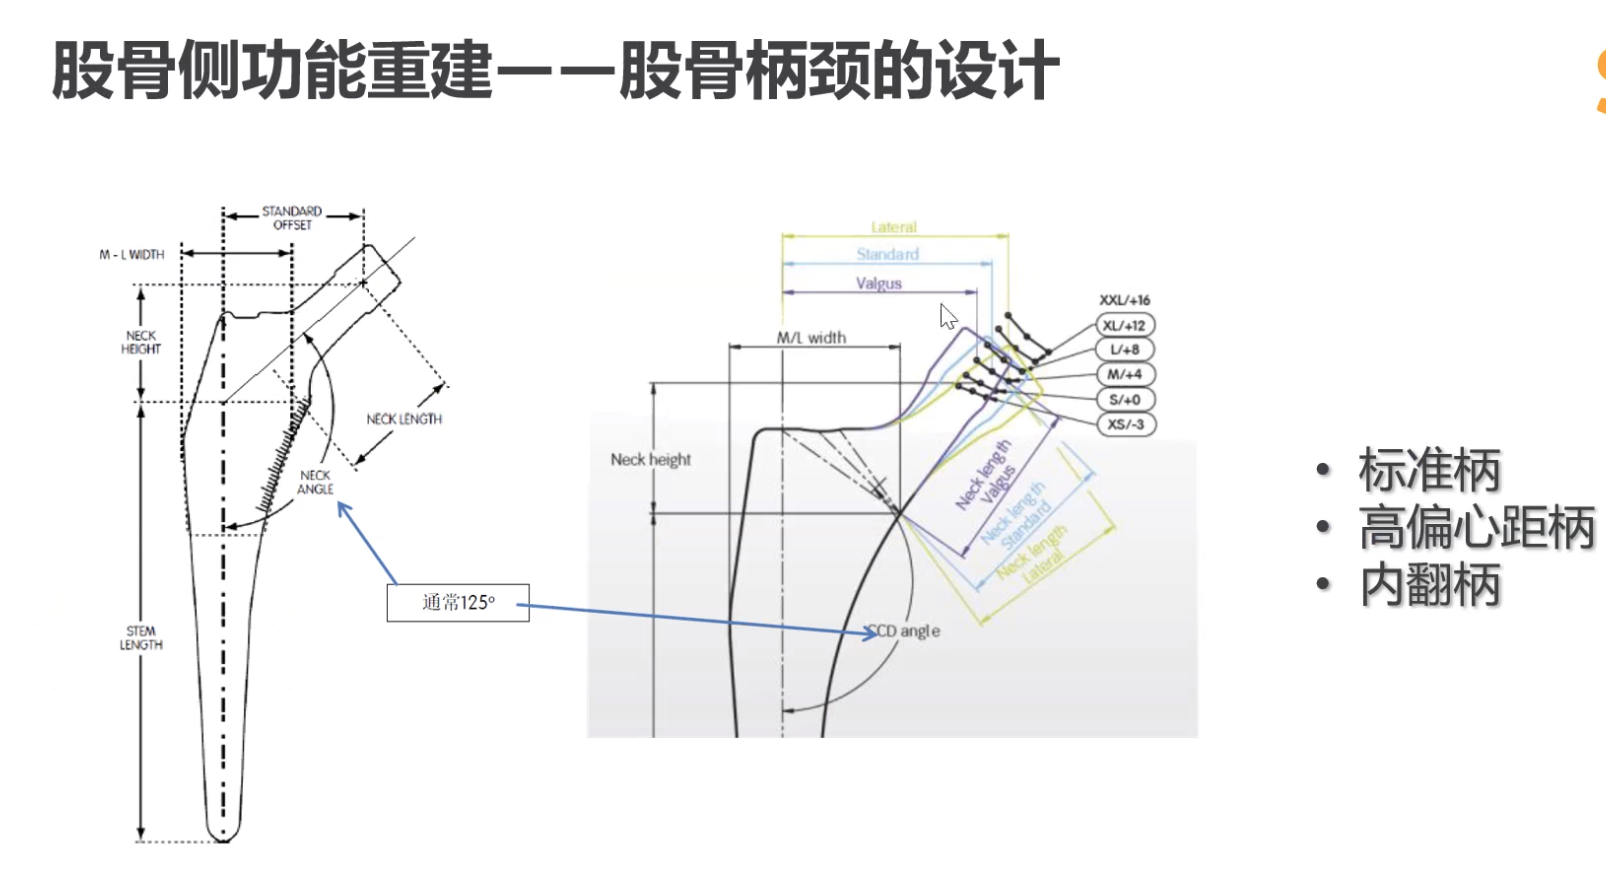 股骨侧功能重建——股骨柄颈的设计
STANDARD
OFFSET
M - L WIDTH
NECK
HEIGHT
NECK LENGTH
NECK
ANGLE
STEM
LENGTH
通常125°
Lateral
Standard
Valgus
M/L width
XXL/+16
XL/+12
L/+8
M/+4
S/+0
XS/-3
Neck height
Neck length
Valgus
Neck length
Standard
Neck length
Lateral
CCD angle
• 标准柄
• 高偏心距柄
• 内翻柄